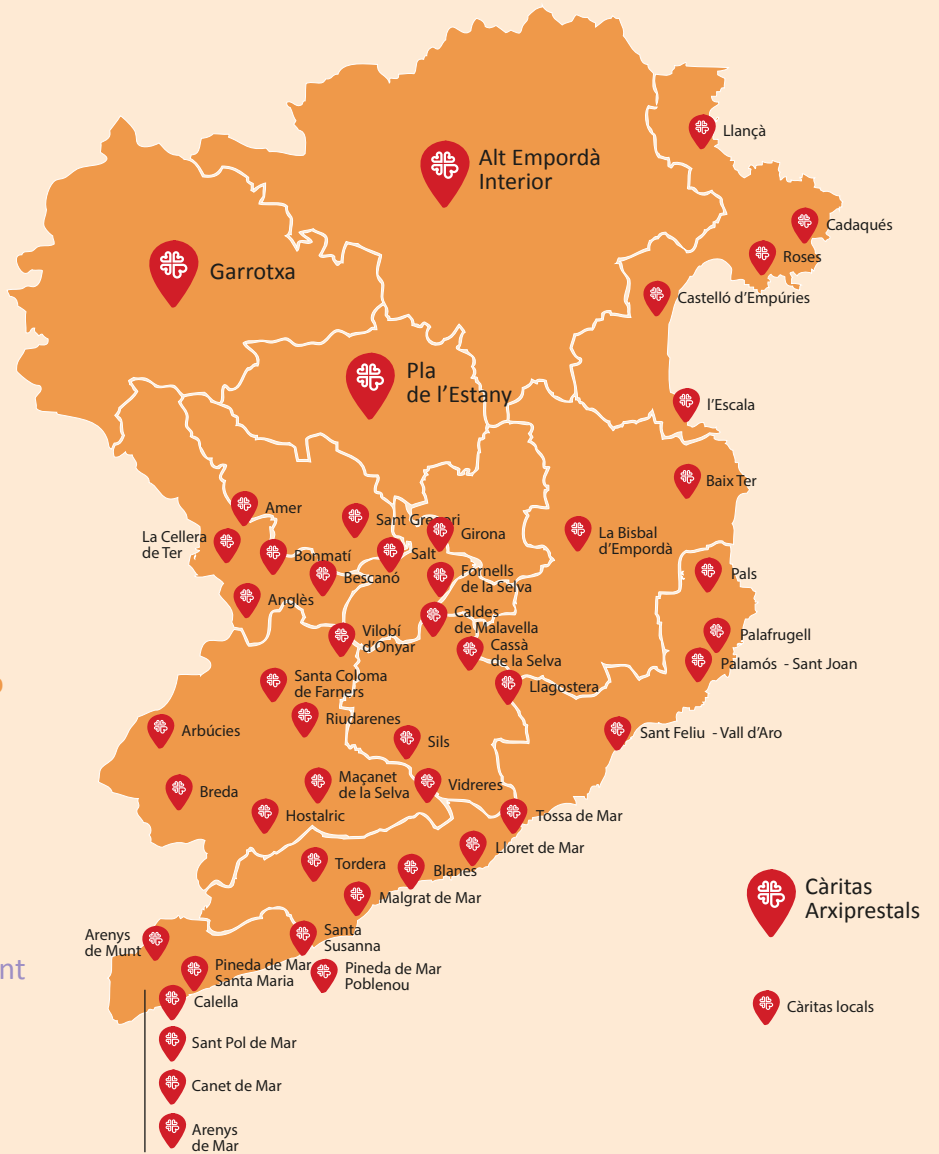 Llançà
Alt Empordà
Interior
Cadaqués
Roses
Garrotxa
Castelló d'Empúries
Pla
de l'Estany
l'Escala
Baix Ter
Amer
Sant Gregori
Girona
La Bisbal
d'Empordà
La Cellera
de Ter
Bonmatí
Salt
Bescanó
Fornells
de la Selva
Pals
Anglès
Caldes
de Malavella
Vilobí
d'Onyar
Palafrugell
Cassà
de la Selva
Palamós - Sant Joan
Santa Coloma
de Farners
Llagostera
Riudarenes
Arbúcies
Sils
Sant Feliu - Vall d'Aro
Maçanet
de la Selva
Vidreres
Breda
Hostalric
Tossa de Mar
Lloret de Mar
Tordera
Blanes
Malgrat de Mar
Càritas
Arxiprestals
Arenys
de Munt
Santa
Susanna
nt
Pineda de Mar
Santa Maria
Pineda de Mar
Poblenou
Calella
Càritas locals
Sant Pol de Mar
Canet de Mar
Arenys
de Mar